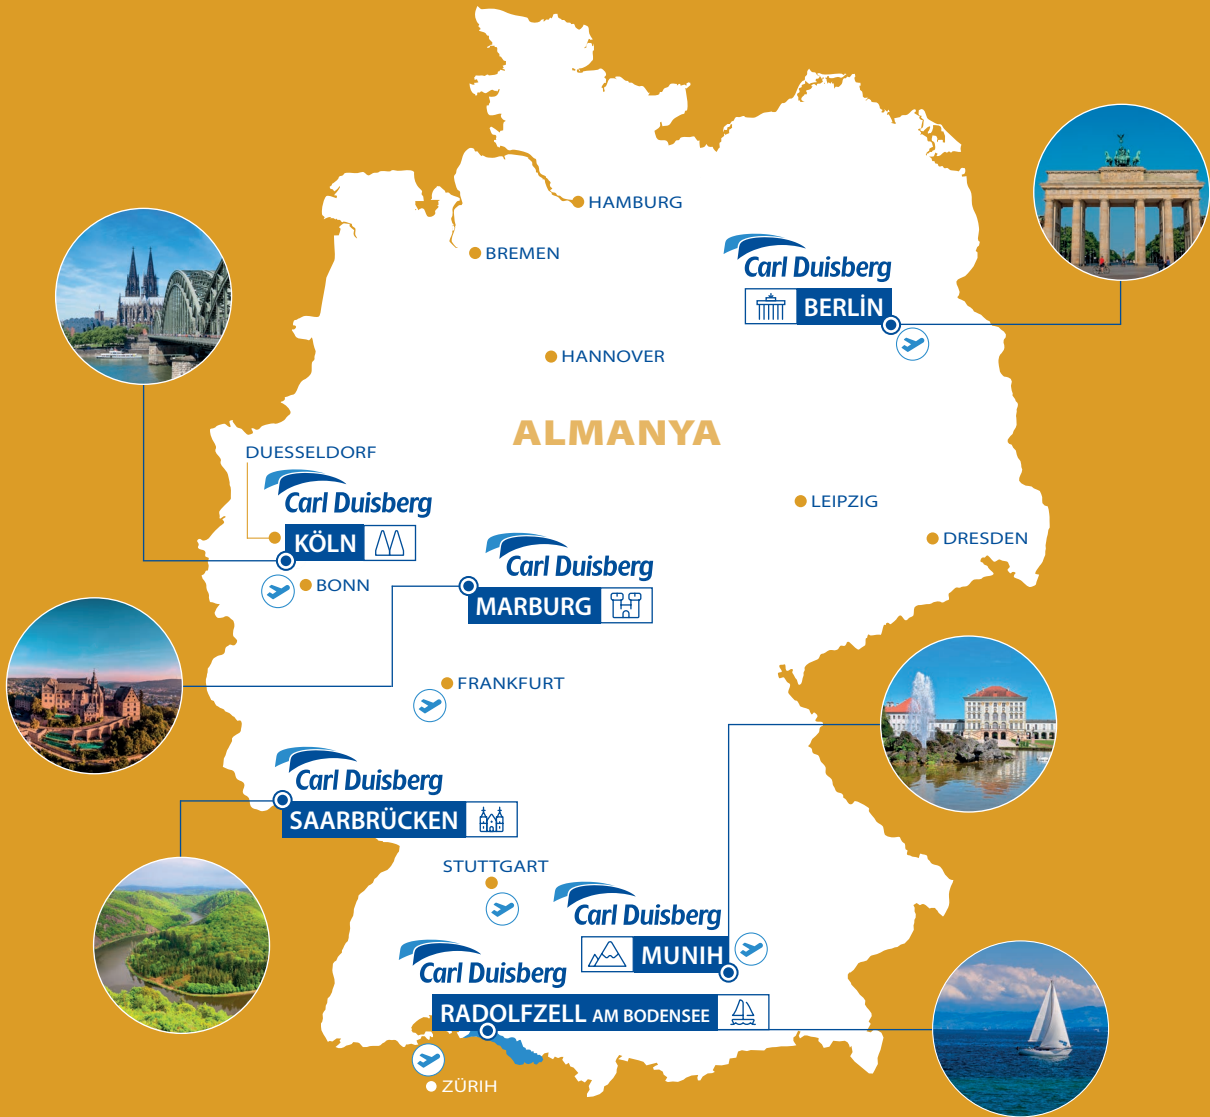 HAMBURG
BREMEN
Carl Duisberg
BERLİN
HANNOVER
ALMANYA
DUESSELDORF
Carl Duisberg
KÖLN
LEIPZIG
DRESDEN
BONN
Carl Duisberg
MARBURG
FRANKFURT
Carl Duisberg
SAARBRÜCKEN
STUTTGART
Carl Duisberg
MUNIH
Carl Duisberg
RADOLFZELL AM BODENSEE
ZÜRIH